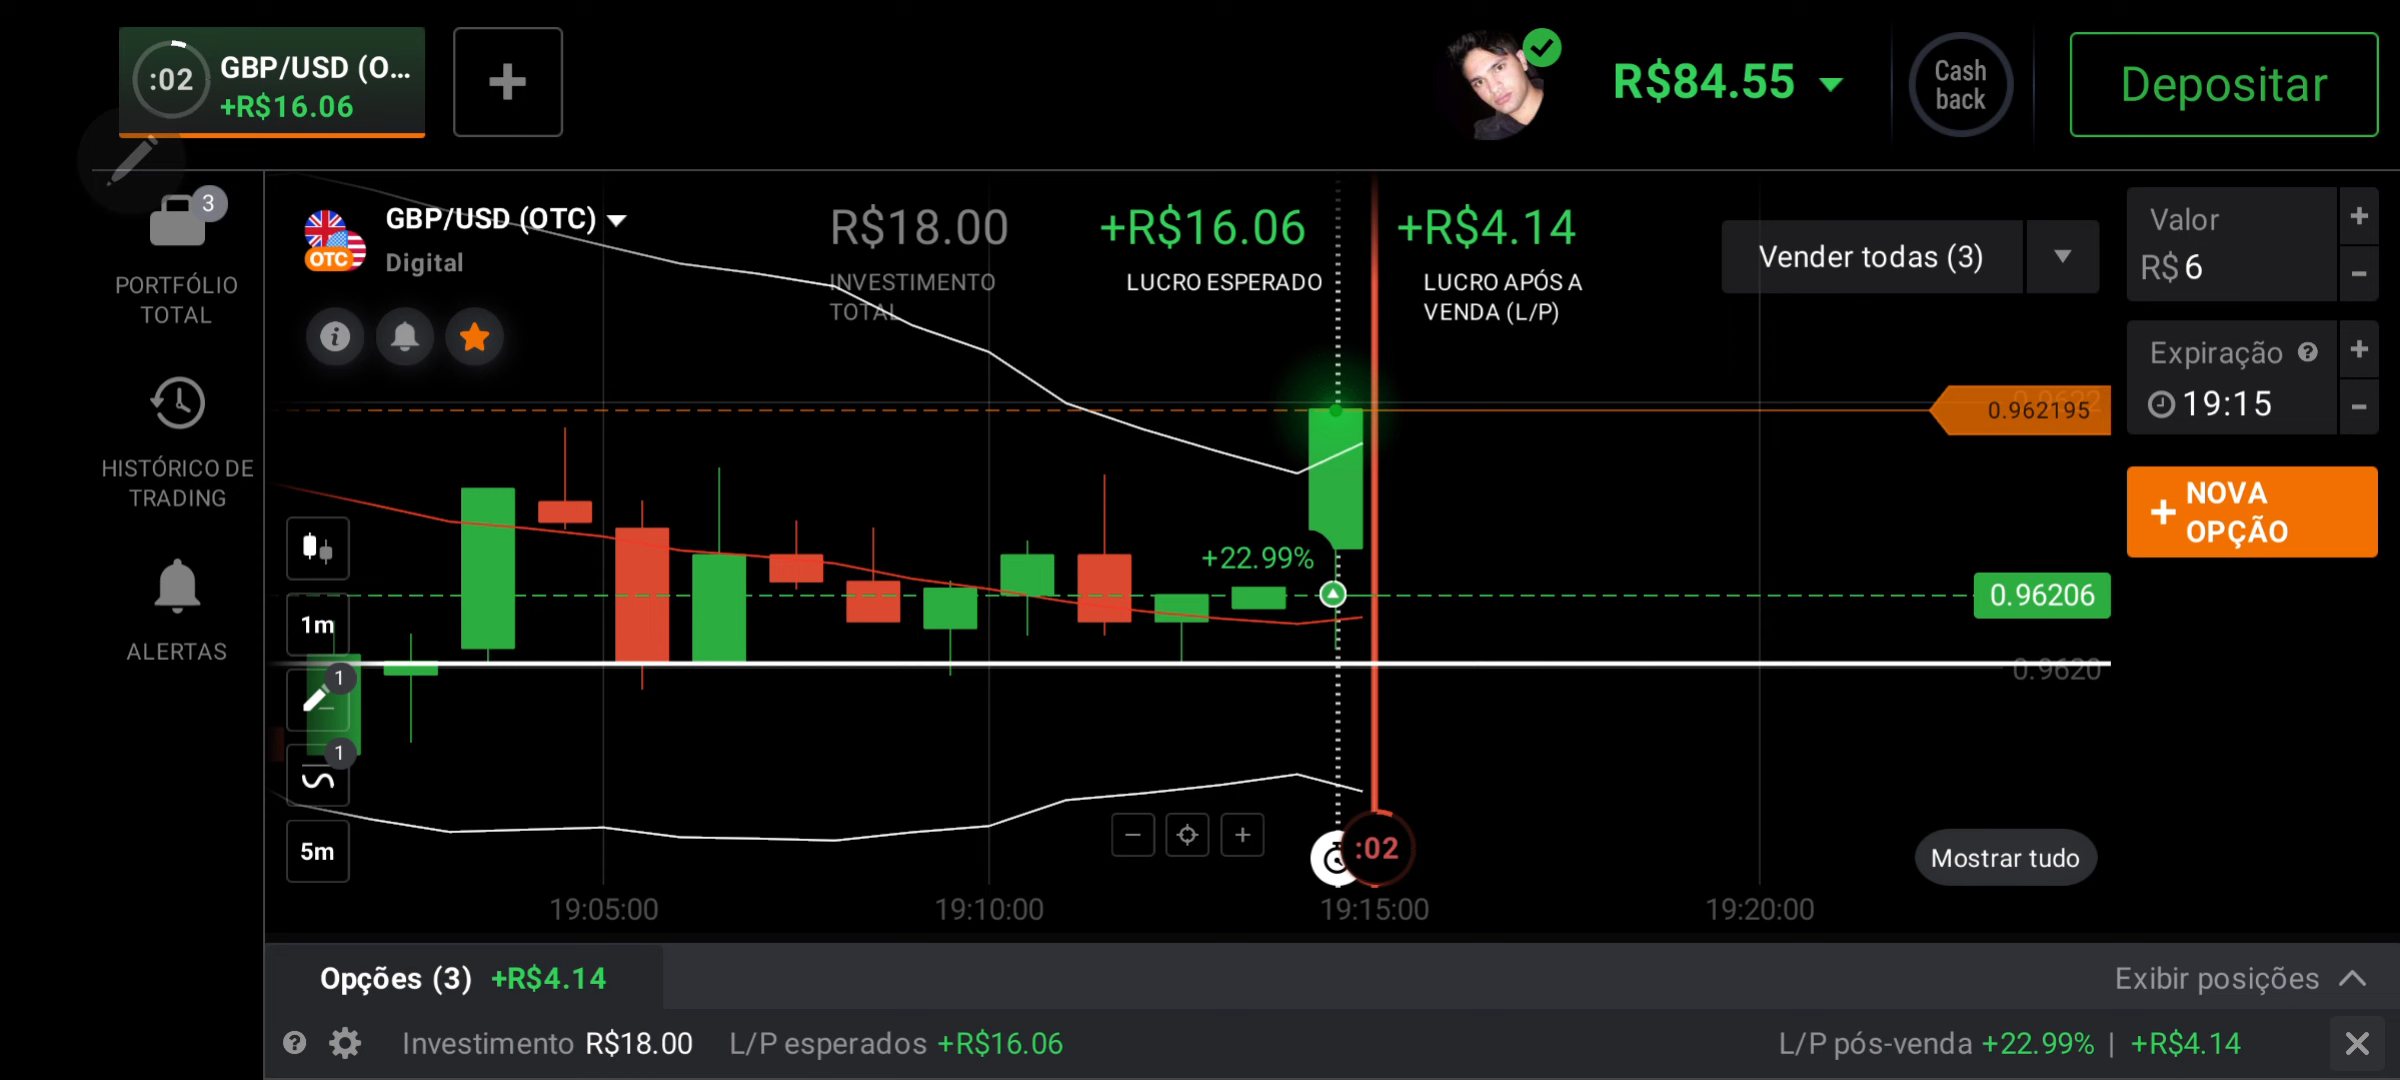 :02
GBP/USD (O...
+R$16.06
R$84.55
Cash
back
Depositar
3
PORTFÓLIO
TOTAL
HISTÓRICO DE
TRADING
ALERTAS
GBP/USD (OTC)
OTC
Digital
R$18.00
INVESTIMENTO
TOTAL
+R$16.06
LUCRO ESPERADO
+R$4.14
LUCRO APÓS A
VENDA (L/P)
Vender todas (3)
Valor
R$ 6
Expiração
19:15
+ NOVA
OPÇÃO
0.9622
0.962195
+22.99%
0.96206
0.9620
1m
1
1
5m
:02
Mostrar tudo
19:05:00
19:10:00
19:15:00
19:20:00
Opções (3) +R$4.14
Exibir posições
Investimento R$18.00 L/P esperados +R$16.06
L/P pós-venda +22.99% | +R$4.14